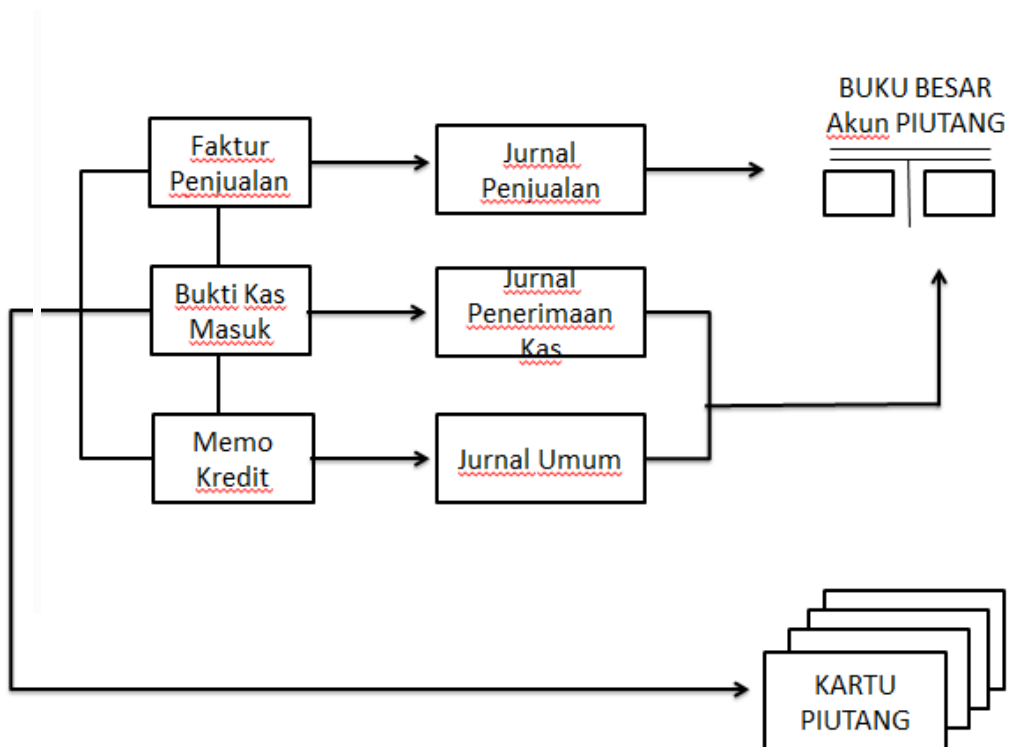 BUKU BESAR
Akun PIUTANG
Faktur
Penjualan
Jurnal
Penjualan
Bukti Kas
Masuk
Jurnal
Penerimaan
Kas
Memo
Kredit
Jurnal Umum
KARTU
PIUTANG